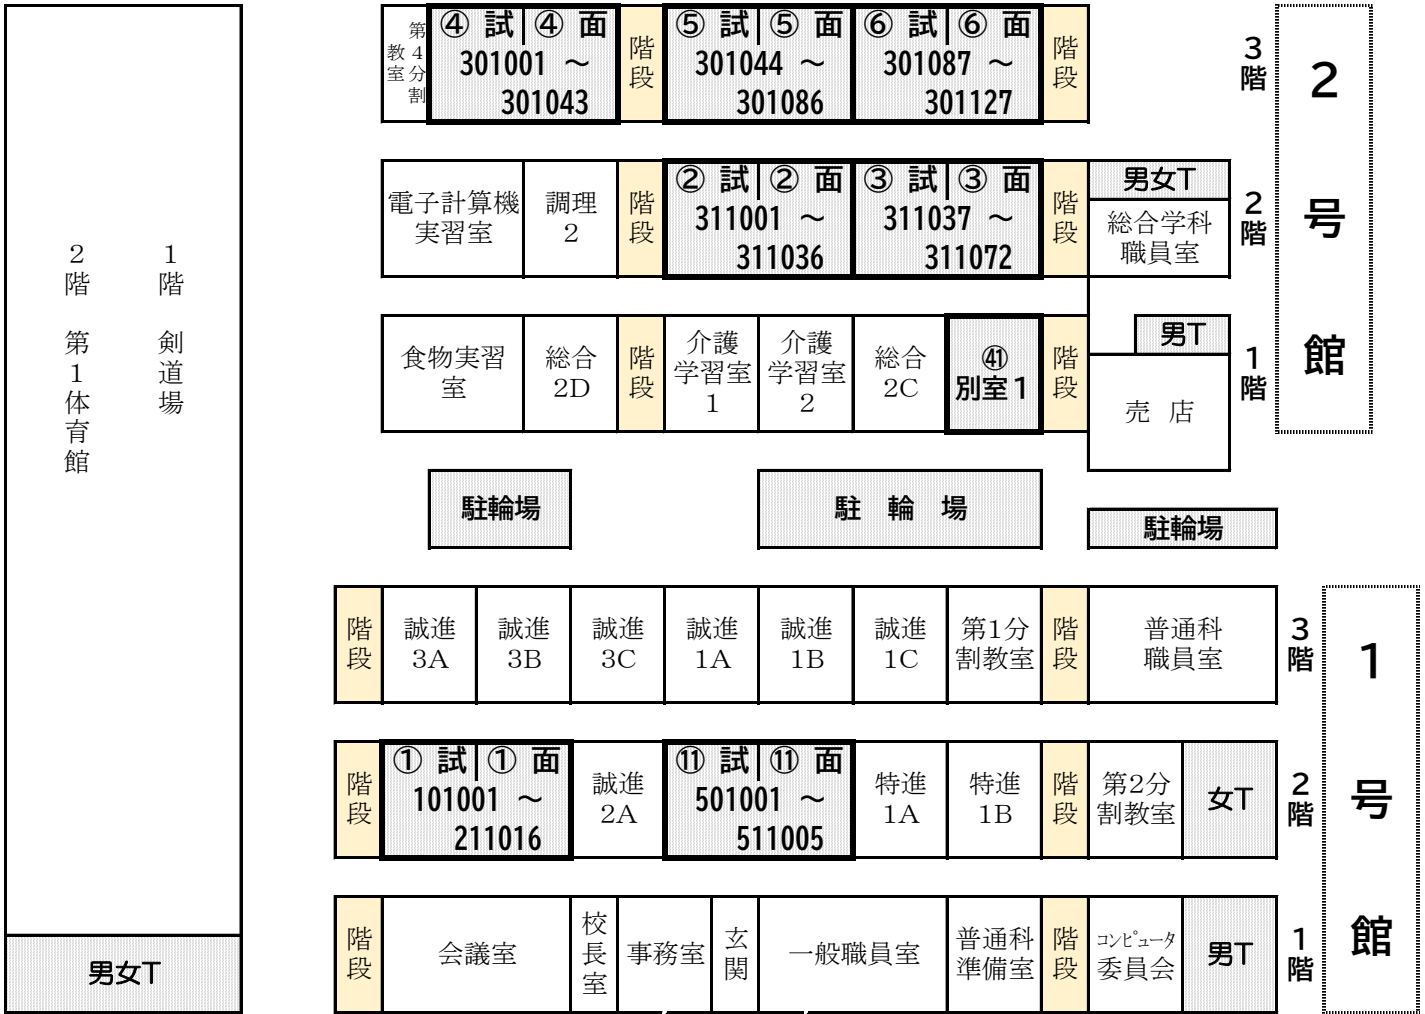 ２階　第１体育館
１階　剣道場
男女T
第４分割教室
④ 試 ④ 面
301001 ～
301043
階段
⑤ 試 ⑤ 面
301044 ～
301086
⑥ 試 ⑥ 面
301087 ～
301127
階段
3階
電子計算機
実習室
調理
2
階段
② 試 ② 面
311001 ～
311036
③ 試 ③ 面
311037 ～
311072
階段
男女T
総合学科
職員室
2階
食物実習
室
総合
2D
階段
介護
学習室
1
介護
学習室
2
総合
2C
㊶
別室１
階段
男T
売 店
1階
2号館
駐輪場
駐 輪 場
駐輪場
階段
誠進
3A
誠進
3B
誠進
3C
誠進
1A
誠進
1B
誠進
1C
第1分
割教室
階段
普通科
職員室
3階
階段
① 試 ① 面
101001 ～
211016
誠進
2A
⑪ 試 ⑪ 面
501001 ～
511005
特進
1A
特進
1B
階段
第2分
割教室
女T
2階
階段
会議室
校長室
事務室
玄関
一般職員室
普通科
準備室
階段
ｺﾝﾋﾟｭｰﾀ
委員会
男T
1階
1号館